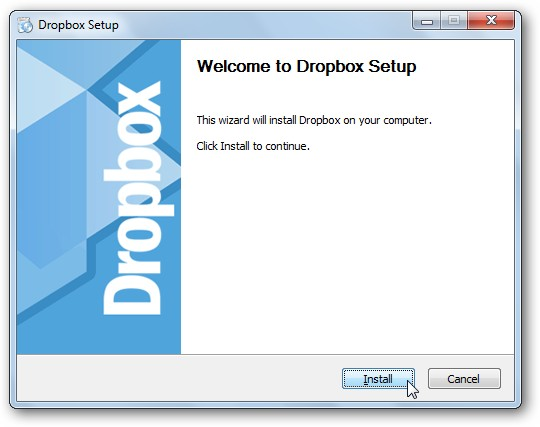 Dropbox Setup
Dropbox
Welcome to Dropbox Setup
This wizard will install Dropbox on your computer.
Click Install to continue.
Install
Cancel